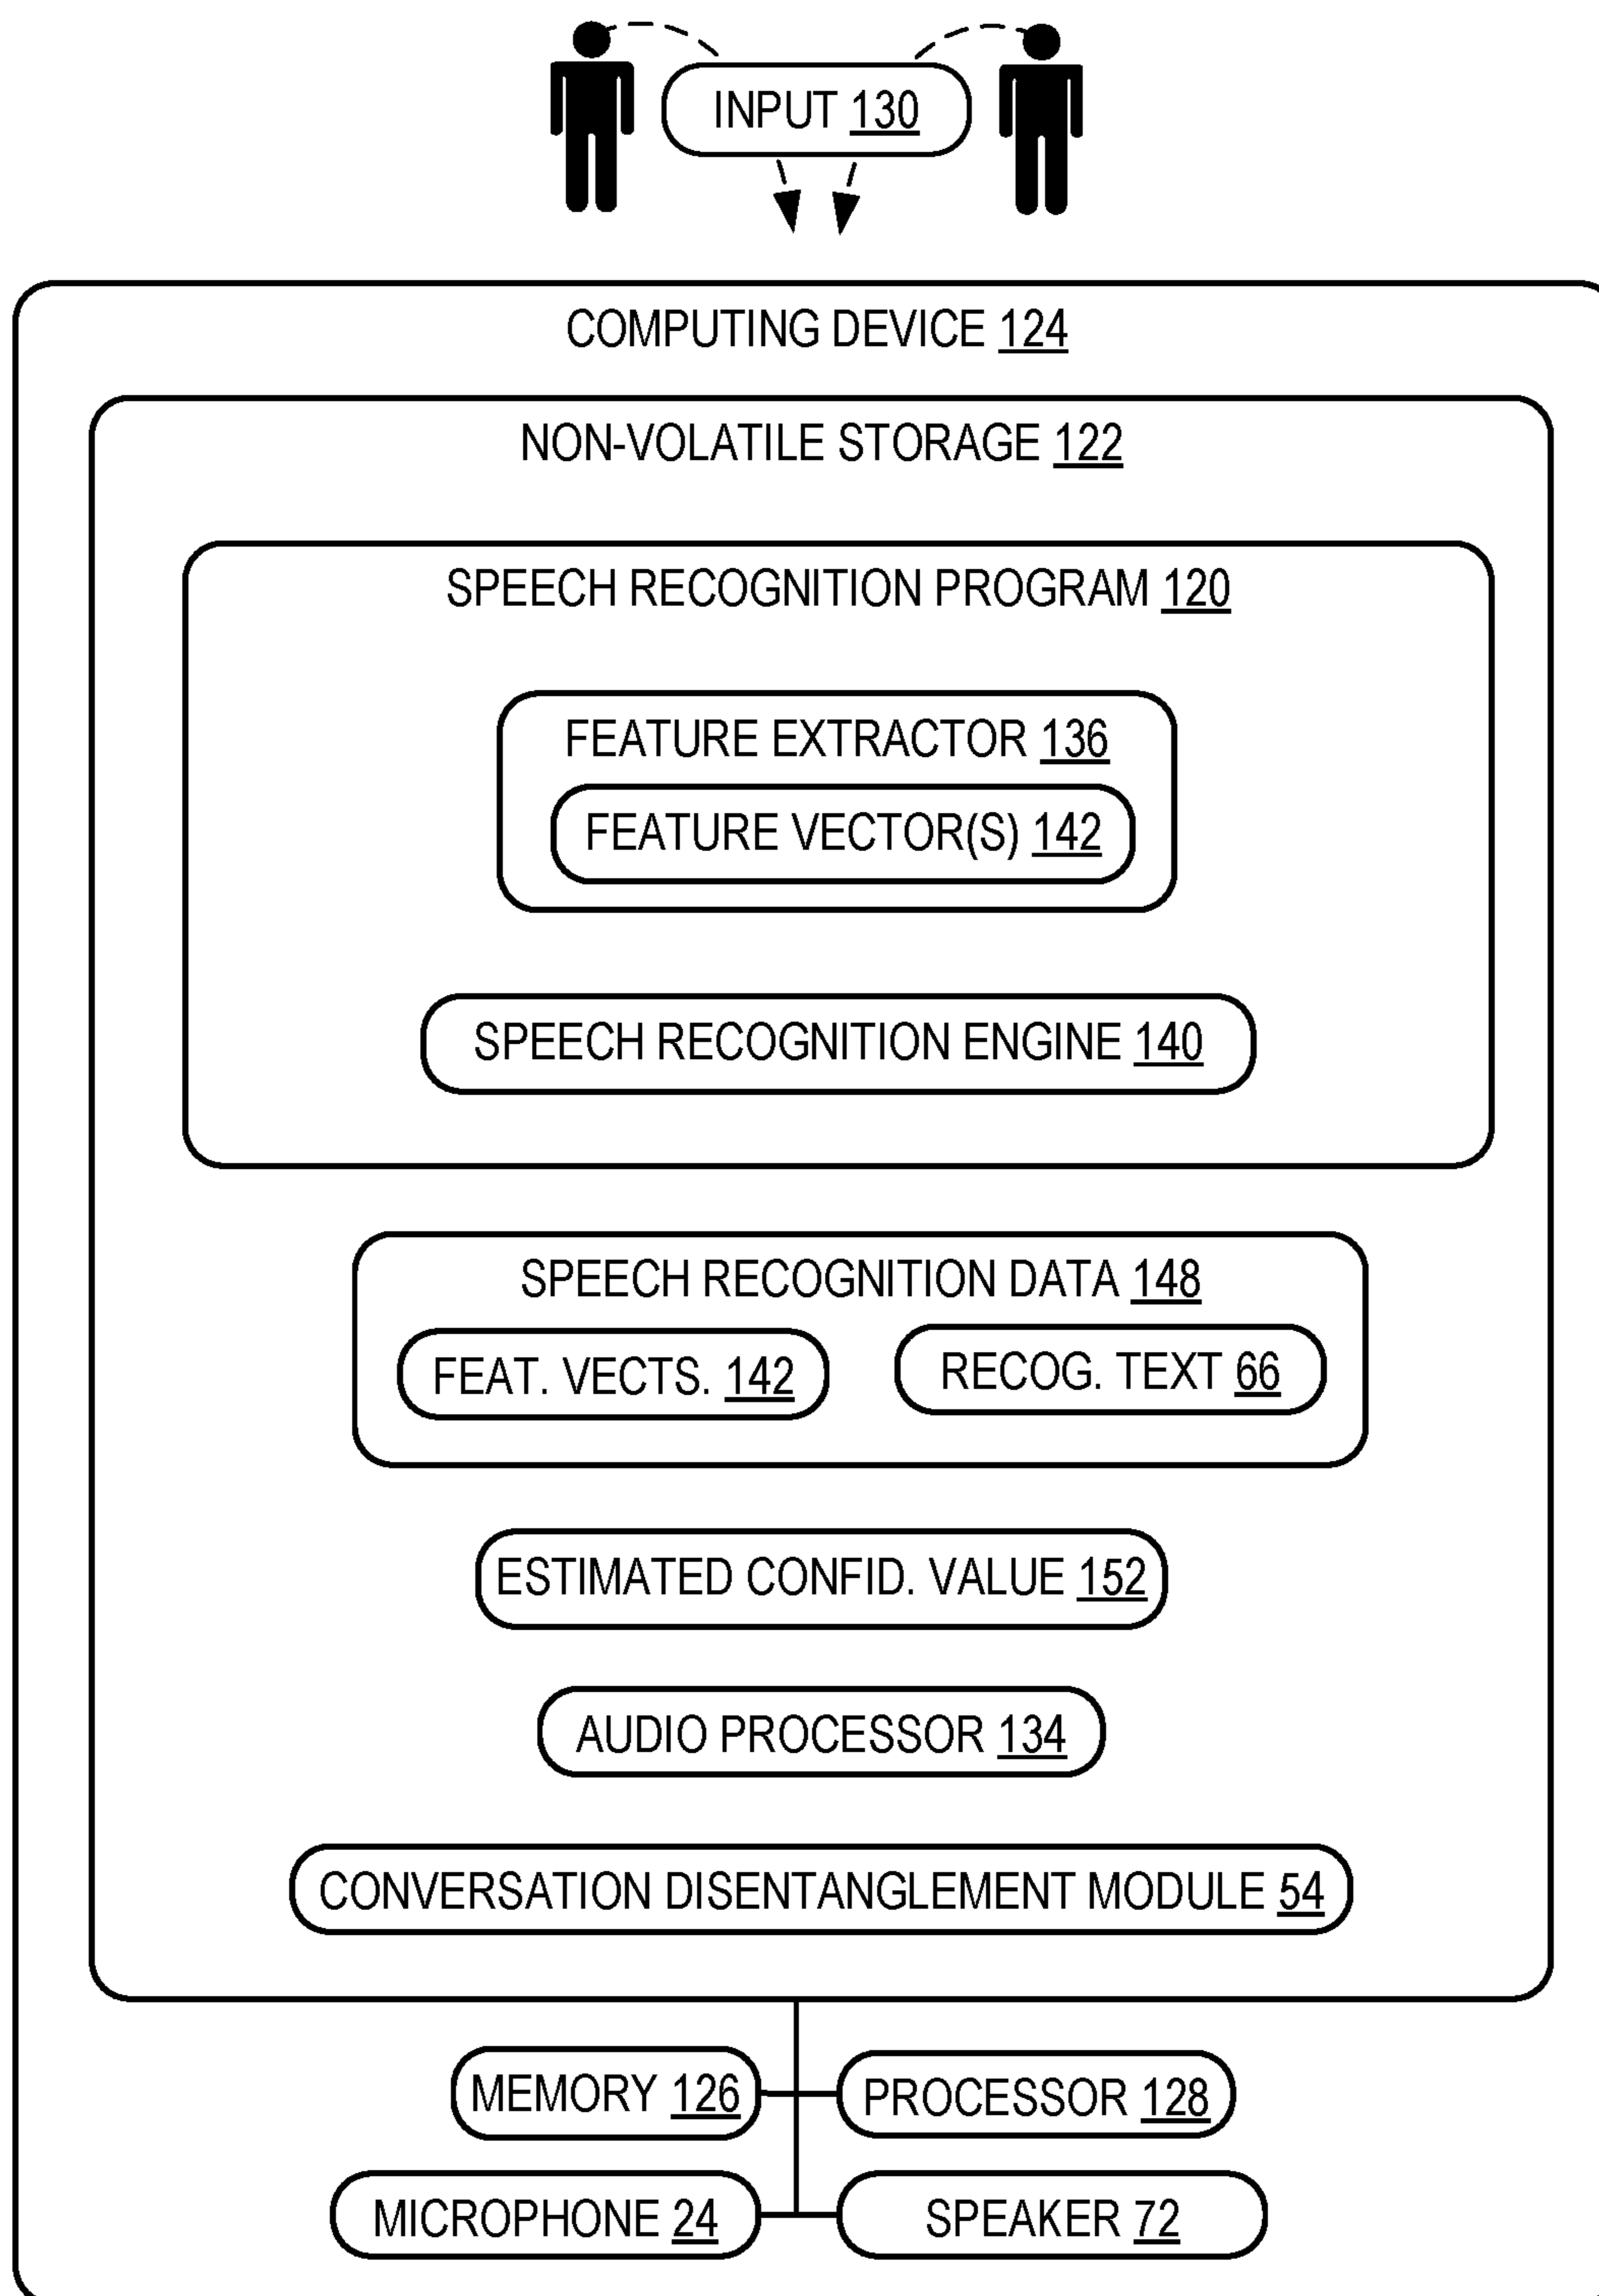 INPUT 130
COMPUTING DEVICE 124
NON-VOLATILE STORAGE 122
SPEECH RECOGNITION PROGRAM 120
FEATURE EXTRACTOR 136
FEATURE VECTOR(S) 142
SPEECH RECOGNITION ENGINE 140
SPEECH RECOGNITION DATA 148
FEAT. VECTS. 142
RECOG. TEXT 66
ESTIMATED CONFID. VALUE 152
AUDIO PROCESSOR 134
CONVERSATION DISENTANGLEMENT MODULE 54
MEMORY 126
PROCESSOR 128
MICROPHONE 24
SPEAKER 72